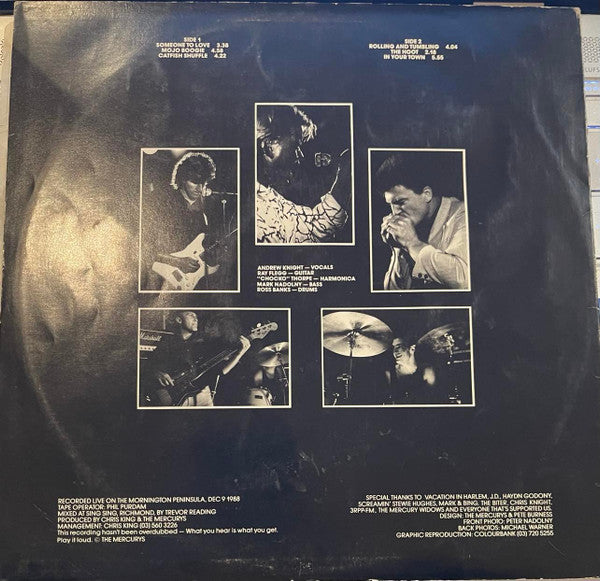 SIDE 1
SOMEONE TO LOVE 3.38
MOJO BOOGIE 4.58
CATFISH SHUFFLE 4.22
SIDE 2
ROLLING AND TUMBLING 4.04
THE HOOT 2.18
IN YOUR TOWN 5.55
ANDREW KNIGHT — VOCALS
RAY FLEGG — GUITAR
"CHOCKO" THORPE — HARMONICA
MARK NADOLNY — BASS
ROSS BANKS — DRUMS
Marshall
RECORDED LIVE ON THE MORNINGTON PENINSULA, DEC 9 1988
TAPE OPERATOR: PHIL PURDAM
MIXED AT SING SING, RICHMOND, BY TREVOR READING
PRODUCED BY CHRIS KING & THE MERCURYS
MANAGEMENT: CHRIS KING (03) 560 3226
This recording hasn't been overdubbed — What you hear is what you get.
Play it loud. © THE MERCURYS
SPECIAL THANKS TO VACATION IN HARLEM, J.D., HAYDN GODONY,
SCREAMIN' STEWIE HUGHES, MARK & BING, THE BITER, CHRIS KNIGHT,
3RPP-FM, THE MERCURY WIDOWS AND EVERYONE THAT'S SUPPORTED US.
DESIGN: THE MERCURYS & PETE BURNESS
FRONT PHOTO: PETER NADOLNY
BACK PHOTOS: MICHAEL WARNER
GRAPHIC REPRODUCTION: COLOURBANK (03) 720 5255